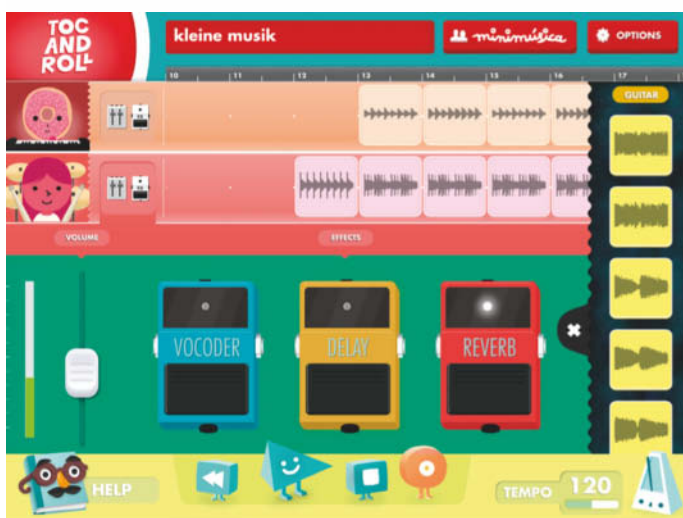 TOC
AND
ROLL
kleine musik
minimúsica
OPTIONS
10 11 12 13 14 15 16 17
GUITAR
VOLUME
EFFECTS
VOCODER
DELAY
REVERB
HELP
TEMPO 120